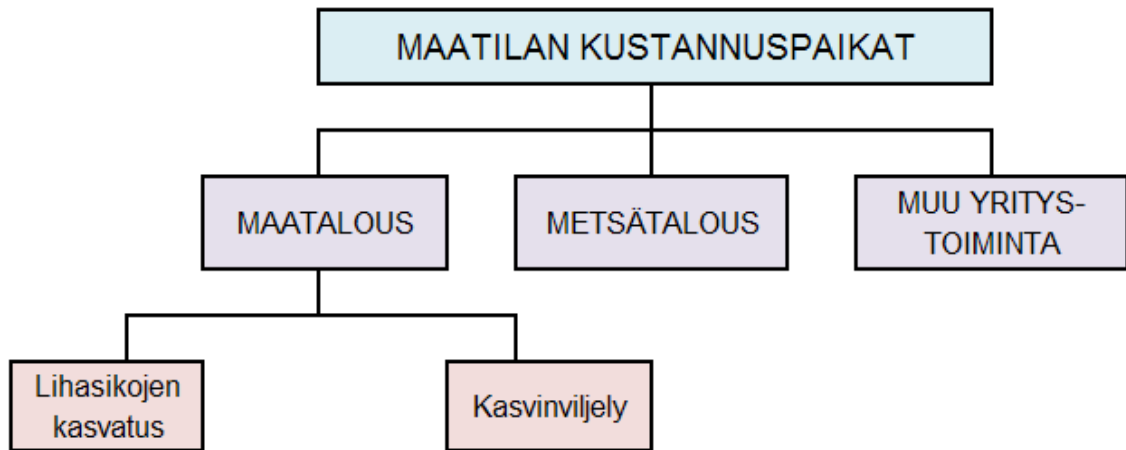 MAATILAN KUSTANNUSPAIKAT
MAATALOUS
METSÄTALOUS
MUU YRITYS-
TOIMINTA
Lihasikojen
kasvatus
Kasvinviljely